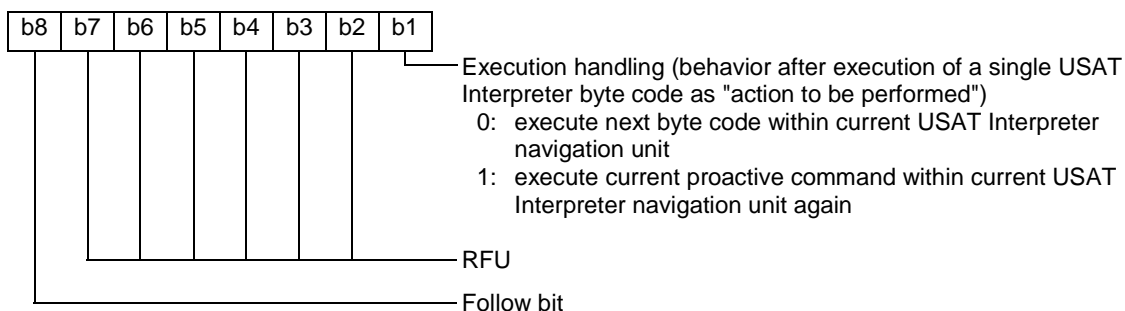 b8 b7 b6 b5 b4 b3 b2 b1
Execution handling (behavior after execution of a single USAT
Interpreter byte code as "action to be performed")
0: execute next byte code within current USAT Interpreter
navigation unit
1: execute current proactive command within current USAT
Interpreter navigation unit again
RFU
Follow bit